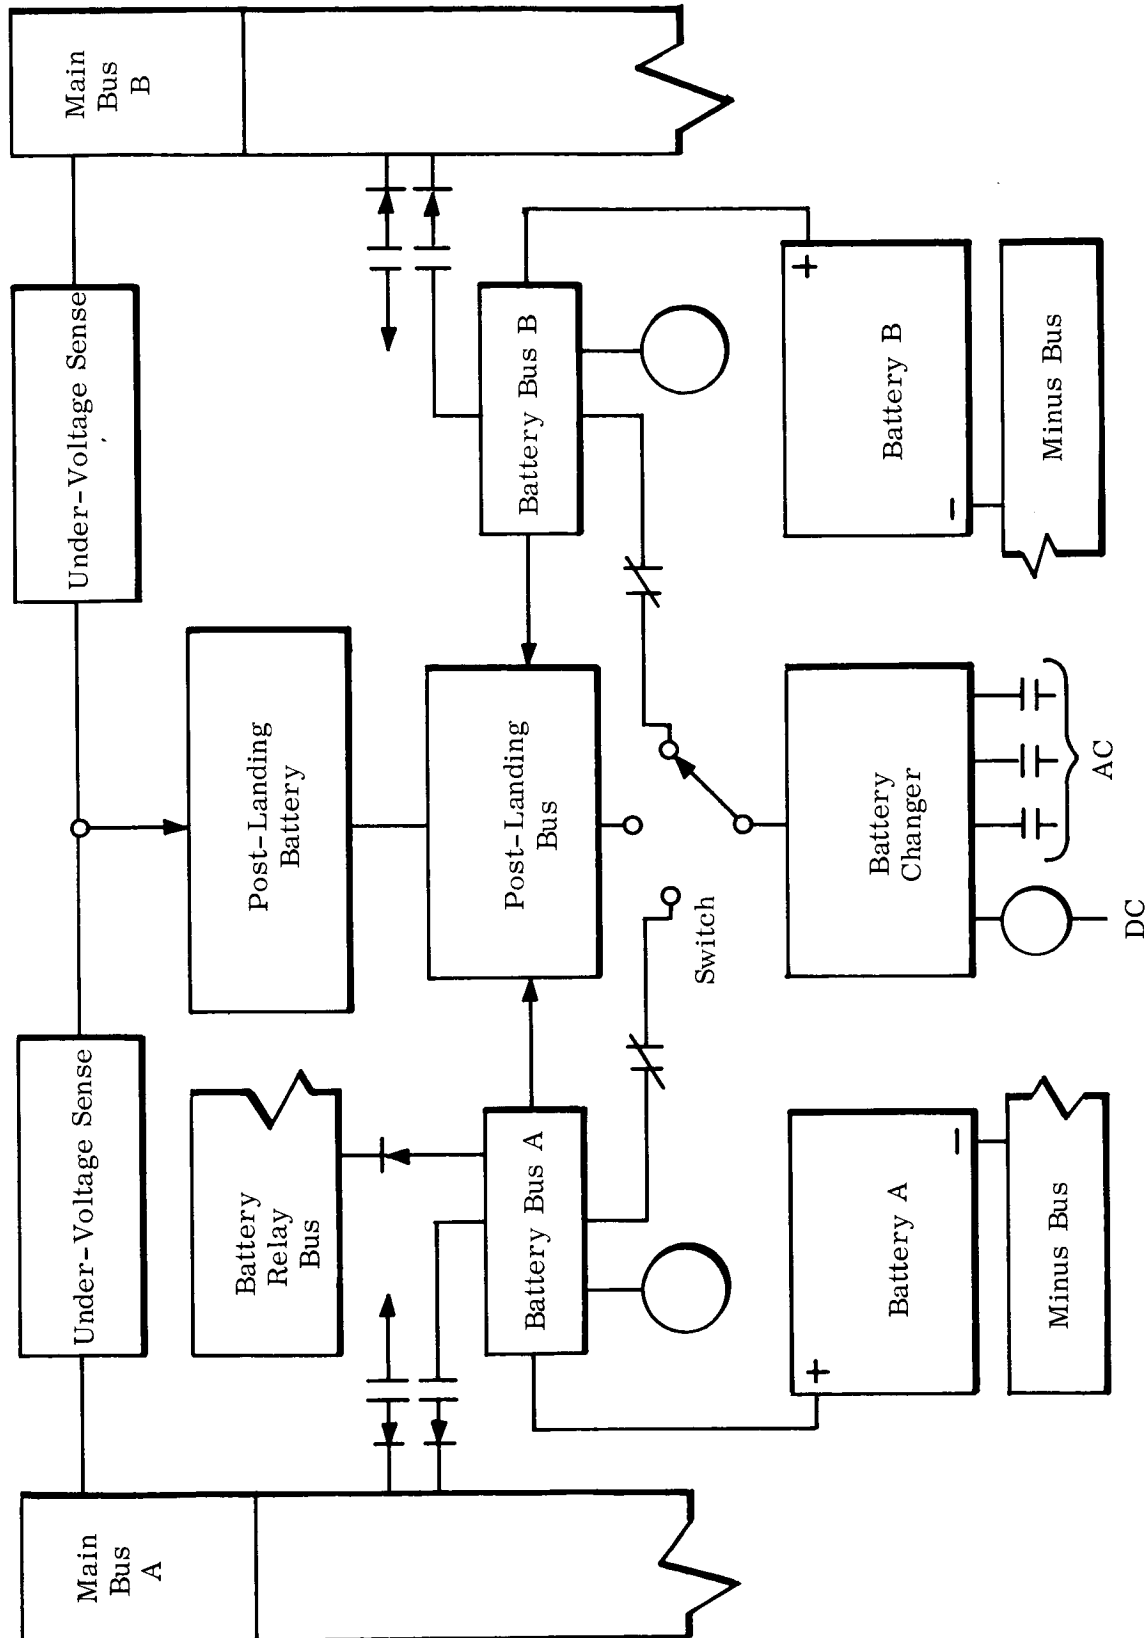 Main
Bus
A
Under-Voltage Sense
Under-Voltage Sense
Main
Bus
B
Battery
Relay
Bus
Post-Landing
Battery
Battery Bus A
Post-Landing
Bus
Battery Bus B
Switch
+
Battery A
-
Battery
Changer
-
Battery B
+
Minus Bus
DC
AC
Minus Bus